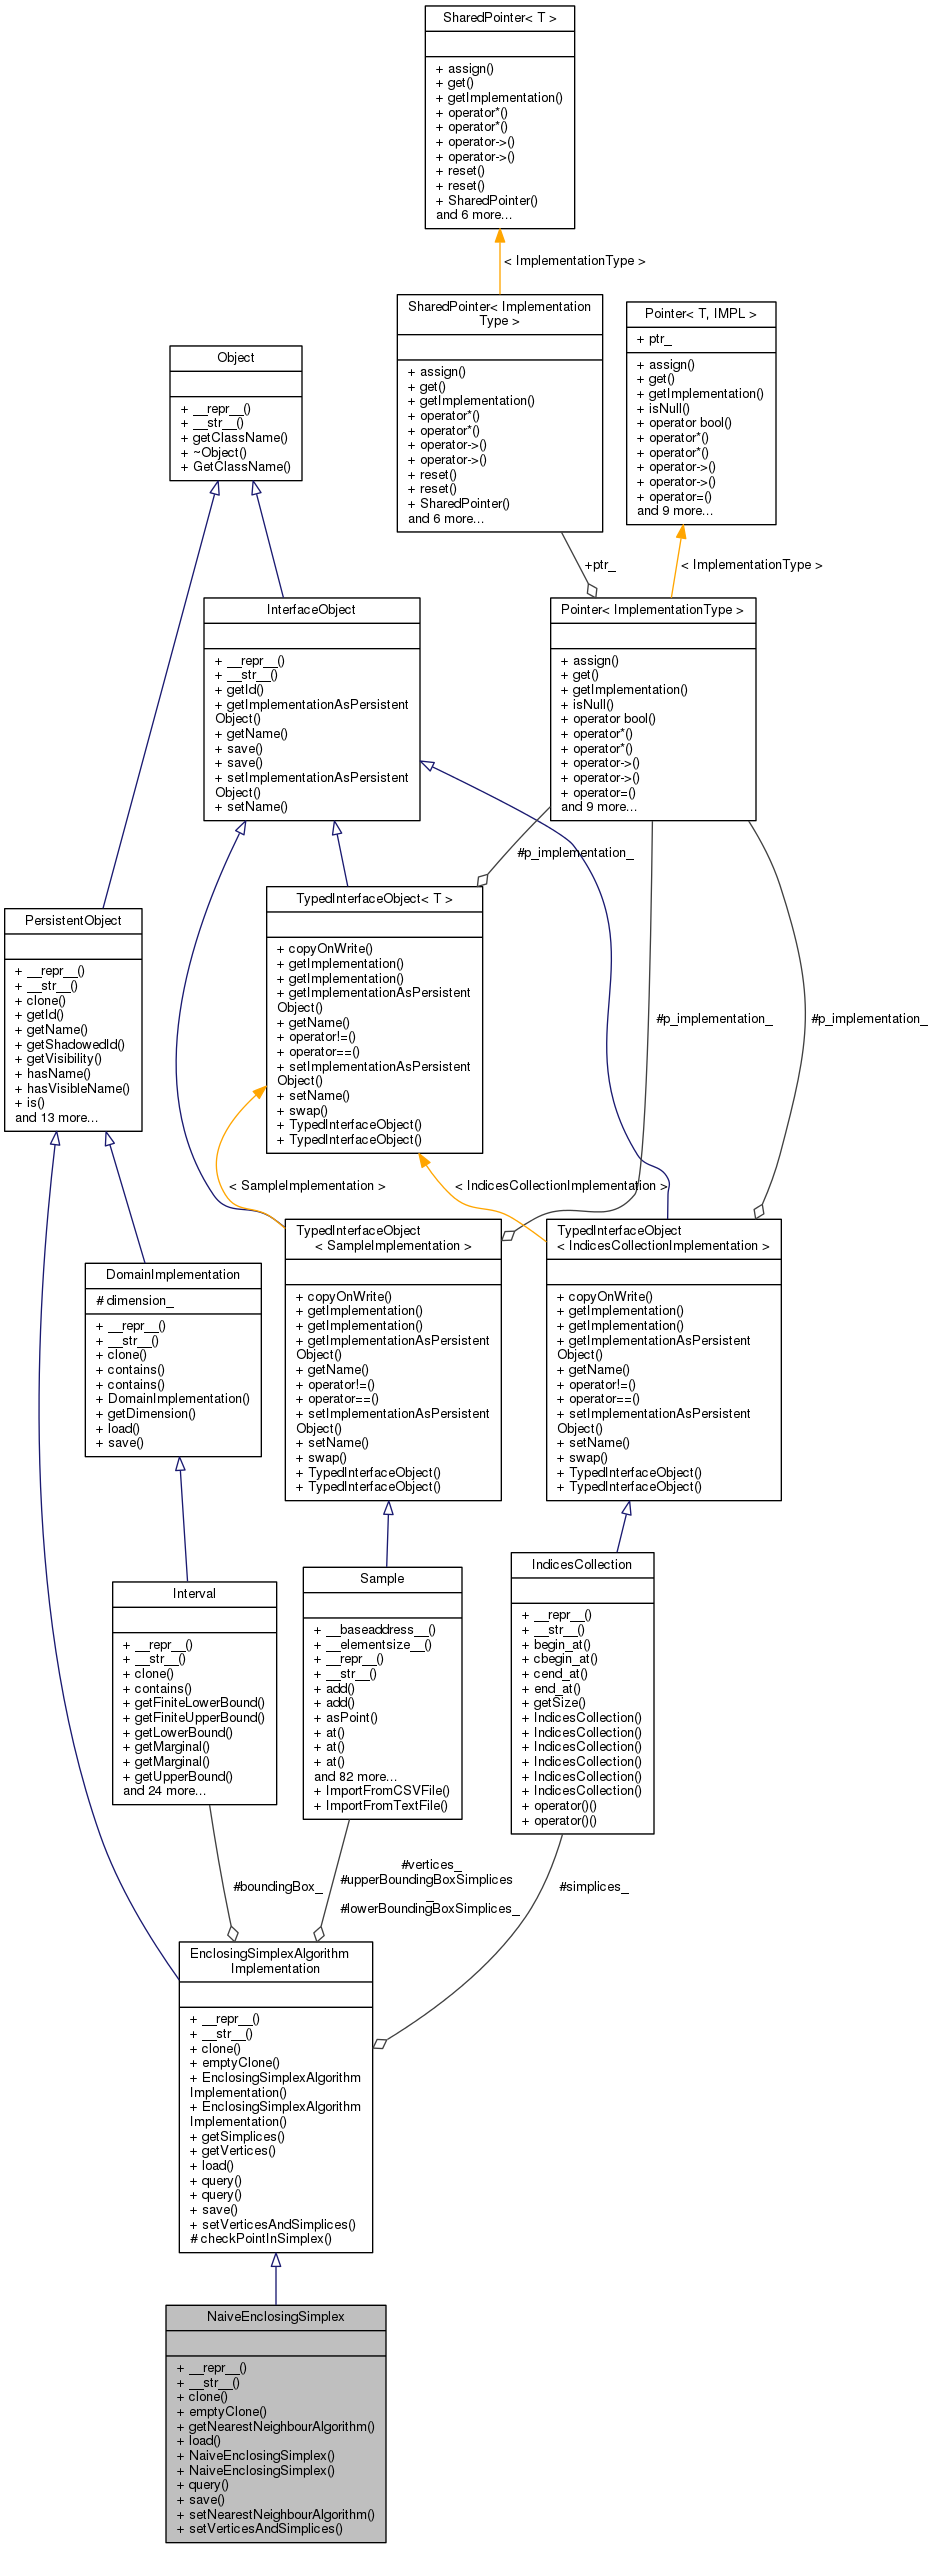 SharedPointer< T >
+ assign()
+ get()
+ getImplementation()
+ operator*()
+ operator*()
+ operator->()
+ operator->()
+ reset()
+ reset()
+ SharedPointer()
and 6 more...
< ImplementationType >
SharedPointer< Implementation
Type >
+ assign()
+ get()
+ getImplementation()
+ operator*()
+ operator*()
+ operator->()
+ operator->()
+ reset()
+ reset()
+ SharedPointer()
and 6 more...
Pointer< T, IMPL >
+ ptr_
+ assign()
+ get()
+ getImplementation()
+ isNull()
+ operator bool()
+ operator*()
+ operator*()
+ operator->()
+ operator->()
+ operator=()
and 9 more...
Object
+ __repr__()
+ __str__()
+ getClassName()
+ ~Object()
+ GetClassName()
+ptr_
< ImplementationType >
InterfaceObject
+ __repr__()
+ __str__()
+ getId()
+ getImplementationAsPersistent
Object()
+ getName()
+ save()
+ save()
+ setImplementationAsPersistent
Object()
+ setName()
Pointer< ImplementationType >
+ assign()
+ get()
+ getImplementation()
+ isNull()
+ operator bool()
+ operator*()
+ operator*()
+ operator->()
+ operator->()
+ operator=()
and 9 more...
#p_implementation_
TypedInterfaceObject< T >
+ copyOnWrite()
+ getImplementation()
+ getImplementation()
+ getImplementationAsPersistent
Object()
+ getName()
+ operator!=()
+ operator==()
+ setImplementationAsPersistent
Object()
+ setName()
+ swap()
+ TypedInterfaceObject()
+ TypedInterfaceObject()
PersistentObject
+ __repr__()
+ __str__()
+ clone()
+ getId()
+ getName()
+ getShadowedId()
+ getVisibility()
+ hasName()
+ hasVisibleName()
+ is()
and 13 more...
#p_implementation_
#p_implementation_
< SampleImplementation >
< IndicesCollectionImplementation >
DomainImplementation
# dimension_
+ __repr__()
+ __str__()
+ clone()
+ contains()
+ contains()
+ DomainImplementation()
+ getDimension()
+ load()
+ save()
TypedInterfaceObject
< SampleImplementation >
+ copyOnWrite()
+ getImplementation()
+ getImplementation()
+ getImplementationAsPersistent
Object()
+ getName()
+ operator!=()
+ operator==()
+ setImplementationAsPersistent
Object()
+ setName()
+ swap()
+ TypedInterfaceObject()
+ TypedInterfaceObject()
TypedInterfaceObject
< IndicesCollectionImplementation >
+ copyOnWrite()
+ getImplementation()
+ getImplementation()
+ getImplementationAsPersistent
Object()
+ getName()
+ operator!=()
+ operator==()
+ setImplementationAsPersistent
Object()
+ setName()
+ swap()
+ TypedInterfaceObject()
+ TypedInterfaceObject()
Interval
+ __repr__()
+ __str__()
+ clone()
+ contains()
+ getFiniteLowerBound()
+ getFiniteUpperBound()
+ getLowerBound()
+ getMarginal()
+ getMarginal()
+ getUpperBound()
and 24 more...
Sample
+ __baseaddress__()
+ __elementsize__()
+ __repr__()
+ __str__()
+ add()
+ add()
+ asPoint()
+ at()
+ at()
+ at()
and 82 more...
+ ImportFromCSVFile()
+ ImportFromTextFile()
IndicesCollection
+ __repr__()
+ __str__()
+ begin_at()
+ cbegin_at()
+ cend_at()
+ end_at()
+ getSize()
+ IndicesCollection()
+ IndicesCollection()
+ IndicesCollection()
+ IndicesCollection()
+ IndicesCollection()
+ IndicesCollection()
+ operator()()
+ operator()()
#boundingBox_
#vertices_
#upperBoundingBoxSimplices
_
#lowerBoundingBoxSimplices_
#simplices_
EnclosingSimplexAlgorithm
Implementation
+ __repr__()
+ __str__()
+ clone()
+ emptyClone()
+ EnclosingSimplexAlgorithm
Implementation()
+ EnclosingSimplexAlgorithm
Implementation()
+ getSimplices()
+ getVertices()
+ load()
+ query()
+ query()
+ save()
+ setVerticesAndSimplices()
# checkPointInSimplex()
NaiveEnclosingSimplex
+ __repr__()
+ __str__()
+ clone()
+ emptyClone()
+ getNearestNeighbourAlgorithm()
+ load()
+ NaiveEnclosingSimplex()
+ NaiveEnclosingSimplex()
+ query()
+ save()
+ setNearestNeighbourAlgorithm()
+ setVerticesAndSimplices()